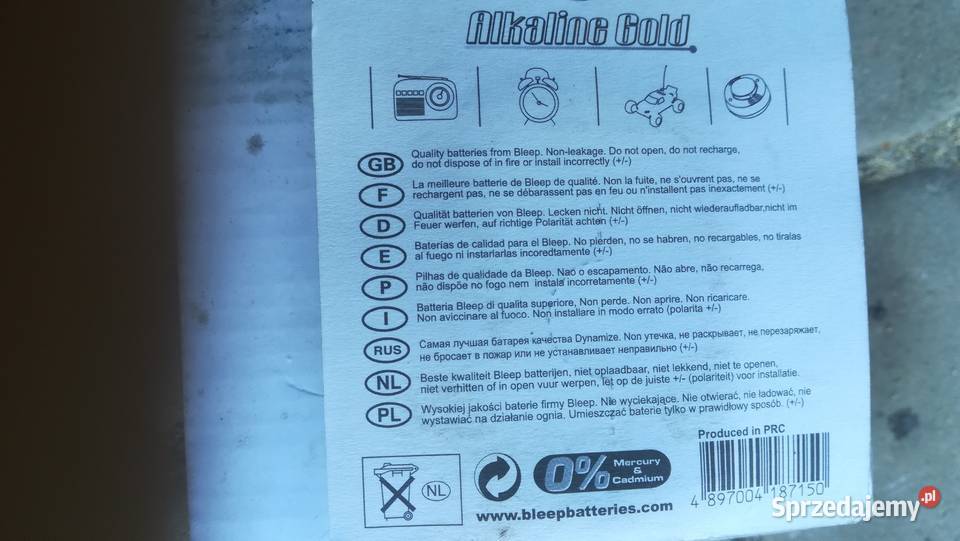 Alkaline Gold
GB Quality batteries from Bleep. Non-leakage. Do not open, do not recharge,
do not dispose of in fire or install incorrectly (+/-)
F La meilleure batterie de Bleep de qualité. Non la fuite, ne s'ouvrent pas, ne se
rechargent pas, ne se débarassent pas en feu ou n'installent pas inexactement (+/-)
D Qualität batterien von Bleep. Lecken nicht. Nicht öffnen, nicht wiederaufladbar,nicht im
Feuer werfen, auf richtige Polarität achten (+/-)
E Baterías de calidad para el Bleep. No pierden, no se habren, no recargables, no tiralas
al fuego ni instarlarlas incoredtamente (+/-)
P Pilhas de qualidade da Bleep. Naó o escapamento. Não abre, não recarrega,
não dispõe no fogo nem instala incorretamente (+/-)
I Batteria Bleep di qualita superiore, Non perde. Non aprire. Non ricaricare.
Non aviccinare al fuoco. Non installare in modo errato (polarita +/-)
RUS Самая лучшая батарея качества Dynamize. Non утечка, не раскрывает, не перезаряжает,
не бросает в пожар или не устанавливает неправильно (+/-)
NL Beste kwaliteit Bleep batterijen, niet oplaadbaar, niet lekkend, niet te openen,
niet verhitten of in open vuur werpen, let op de juiste +/- (polariteit) voor installatie.
PL Wysokiej jakości baterie firmy Bleep. Nie wyciekające. Nie otwierać, nie ładować, nie
wystawiać na działanie ognia. Umieszczać baterie tylko w prawidłowy sposób. (+/-)
Produced in PRC
NL
0% Mercury
&
Cadmium
4 897004 187150
www.bleepbatteries.com
Sprzedajemy.pl